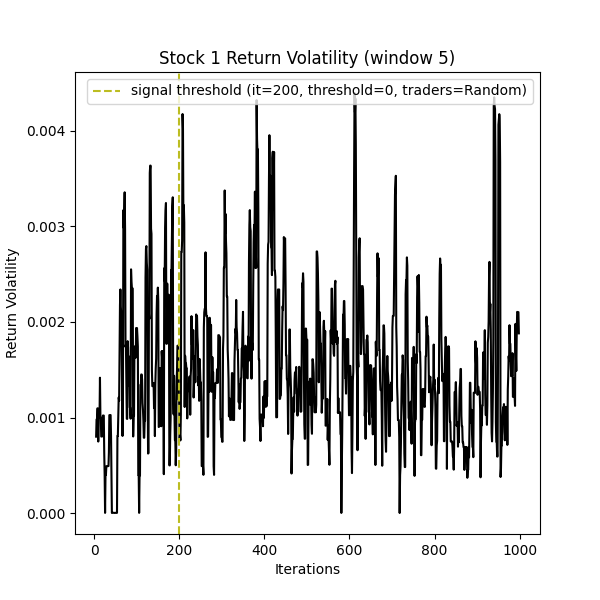 Stock 1 Return Volatility (window 5)
signal threshold (it=200, threshold=0, traders=Random)
0.004
0.003
0.002
0.001
0.000
Return Volatility
0 200 400 600 800 1000
Iterations